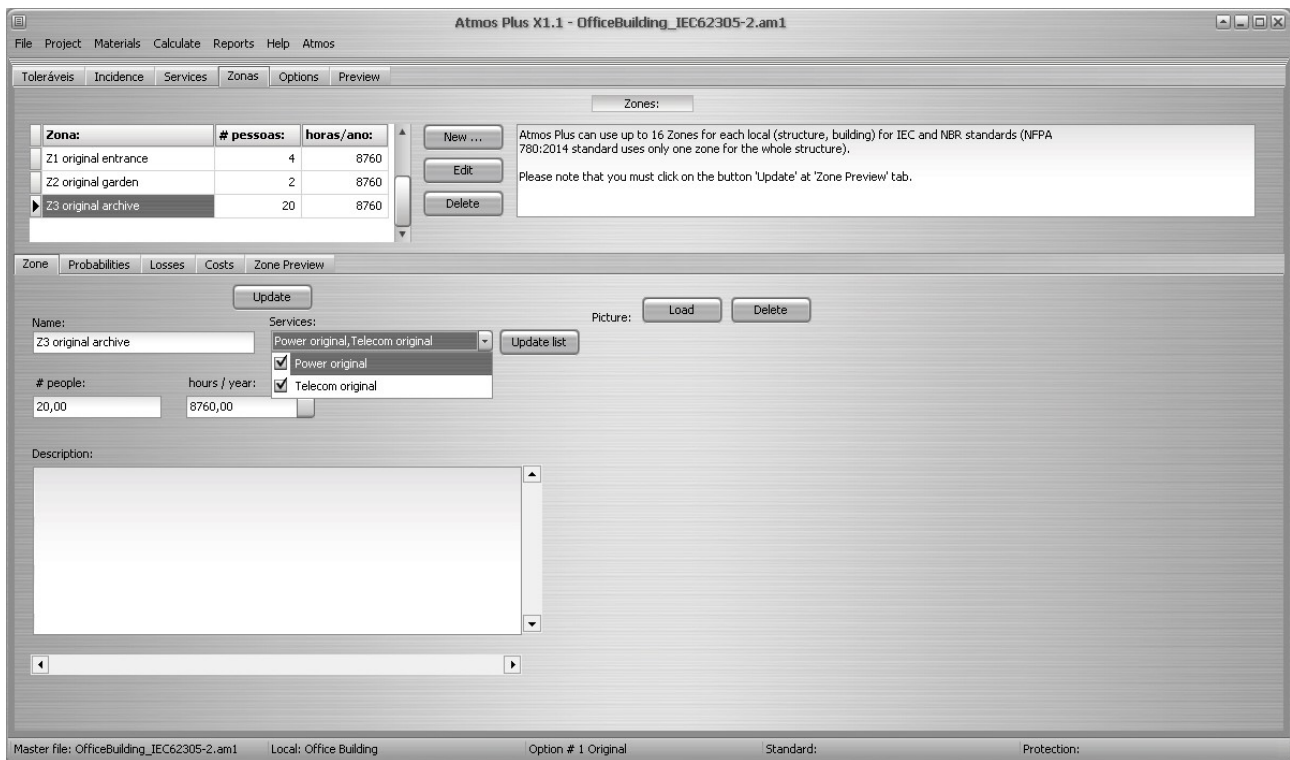 Atmos Plus X1.1 - OfficeBuilding_IEC62305-2.am1
File Project Materials Calculate Reports Help Atmos
Toleráveis Incidence Services Zonas Options Preview
Zones:
Zona: # pessoas: horas/ano:
Z1 original entrance 4 8760
Z2 original garden 2 8760
Z3 original archive 20 8760
New ...
Edit
Delete
Atmos Plus can use up to 16 Zones for each local (structure, building) for IEC and NBR standards (NFPA
780:2014 standard uses only one zone for the whole structure).
Please note that you must click on the button 'Update' at 'Zone Preview' tab.
Zone Probabilities Losses Costs Zone Preview
Update
Picture: Load Delete
Name: Services:
Z3 original archive Power original,Telecom original Update list
Power original
Telecom original
# people: hours / year:
20,00 8760,00
Description:
Master file: OfficeBuilding_IEC62305-2.am1 Local: Office Building Option # 1 Original Standard: Protection: